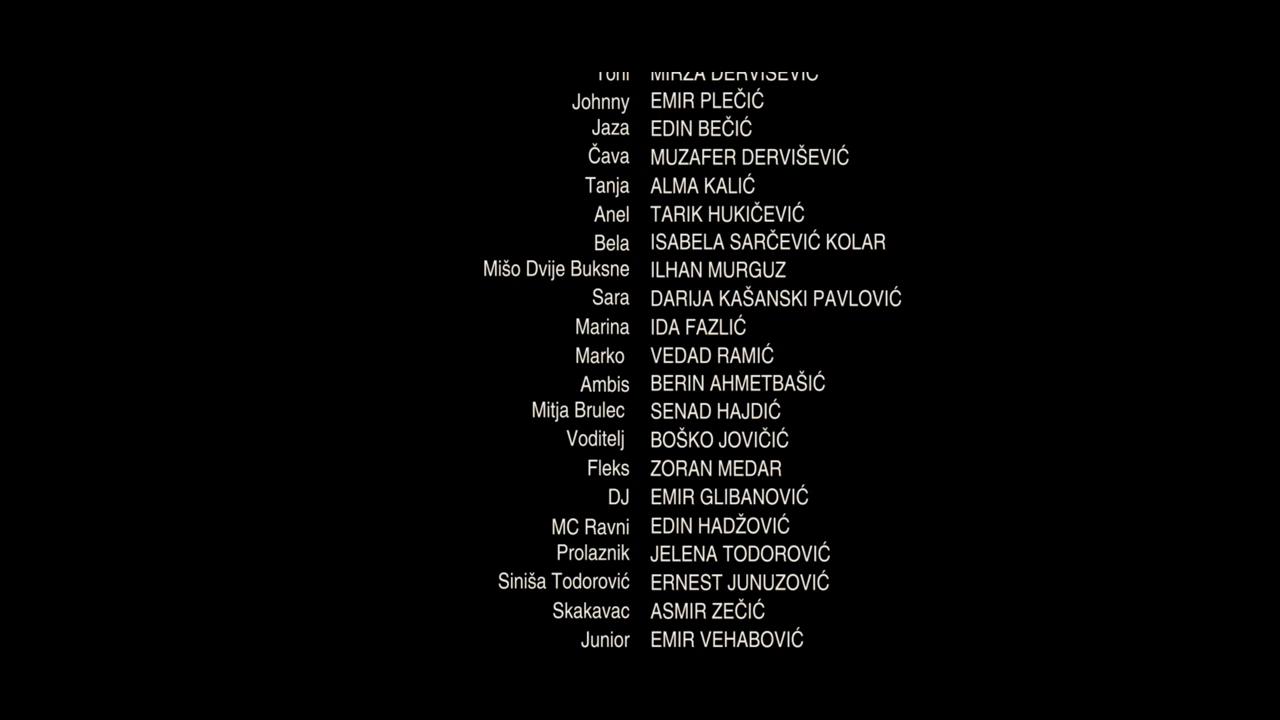 Toni MIRZA DERVIŠEVIĆ
Johnny EMIR PLEČIĆ
Jaza EDIN BEČIĆ
Čava MUZAFER DERVIŠEVIĆ
Tanja ALMA KALIĆ
Anel TARIK HUKIČEVIĆ
Bela ISABELA SARČEVIĆ KOLAR
Mišo Dvije Buksne ILHAN MURGUZ
Sara DARIJA KAŠANSKI PAVLOVIĆ
Marina IDA FAZLIĆ
Marko VEDAD RAMIĆ
Ambis BERIN AHMETBAŠIĆ
Mitja Brulec SENAD HAJDIĆ
Voditelj BOŠKO JOVIČIĆ
Fleks ZORAN MEDAR
DJ EMIR GLIBANOVIĆ
MC Ravni EDIN HADŽOVIĆ
Prolaznik JELENA TODOROVIĆ
Siniša Todorović ERNEST JUNUZOVIĆ
Skakavac ASMIR ZEČIĆ
Junior EMIR VEHABOVIĆ